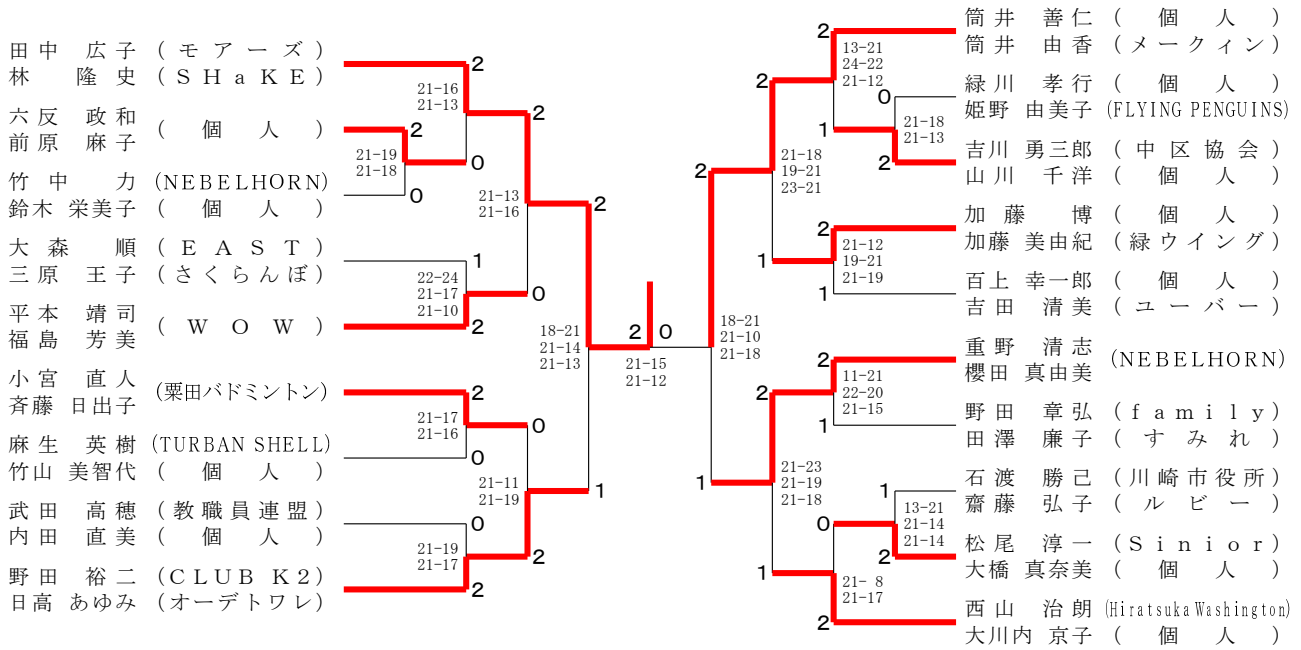 田中 広子 (モアーズ)
林 隆史 (SHaKE)
2
21-16
21-13
六反 政和
前原 麻子
(個人)
2
21-19
21-18
0
竹中 力 (NEBELHORN)
鈴木 栄美子 (個人)
0
2
21-13
21-16
大森 順 (EAST)
三原 王子 (さくらんぼ)
1
22-24
21-17
21-10
0
平本 靖司
福島 芳美
(WOW)
2
2
18-21
21-14
21-13
小宮 直人
斉藤 日出子
(栗田バドミントン)
2
21-17
21-16
0
麻生 英樹 (TURBAN SHELL)
竹山 美智代 (個人)
0
21-11
21-19
1
武田 高穂 (教職員連盟)
内田 直美 (個人)
0
21-19
21-17
2
野田 裕二 (CLUB K2)
日高 あゆみ (オーデトワレ)
2
2 0
21-15
21-12
筒井 善仁 (個人)
筒井 由香 (メークィン)
2
13-21
24-22
21-12
2
緑川 孝行 (個人)
姫野 由美子 (FLYING PENGUINS)
0
21-18
21-13
1
吉川 勇三郎 (中区協会)
山川 千洋 (個人)
2
2
21-18
19-21
23-21
加藤 博 (個人)
加藤 美由紀 (緑ウイング)
2
21-12
19-21
21-19
1
百上 幸一郎 (個人)
吉田 清美 (ユーバー)
1
18-21
21-10
21-18
重野 清志
櫻田 真由美
(NEBELHORN)
2
11-21
22-20
21-15
2
野田 章弘 (family)
田澤 廉子 (すみれ)
1
21-23
21-19
21-18
1
石渡 勝己 (川崎市役所)
齋藤 弘子 (ルビー)
1
13-21
21-14
21-14
0
松尾 淳一 (Sinior)
大橋 真奈美 (個人)
2
1
21- 8
21-17
西山 治朗 (Hiratsuka Washington)
大川内 京子 (個人)
2